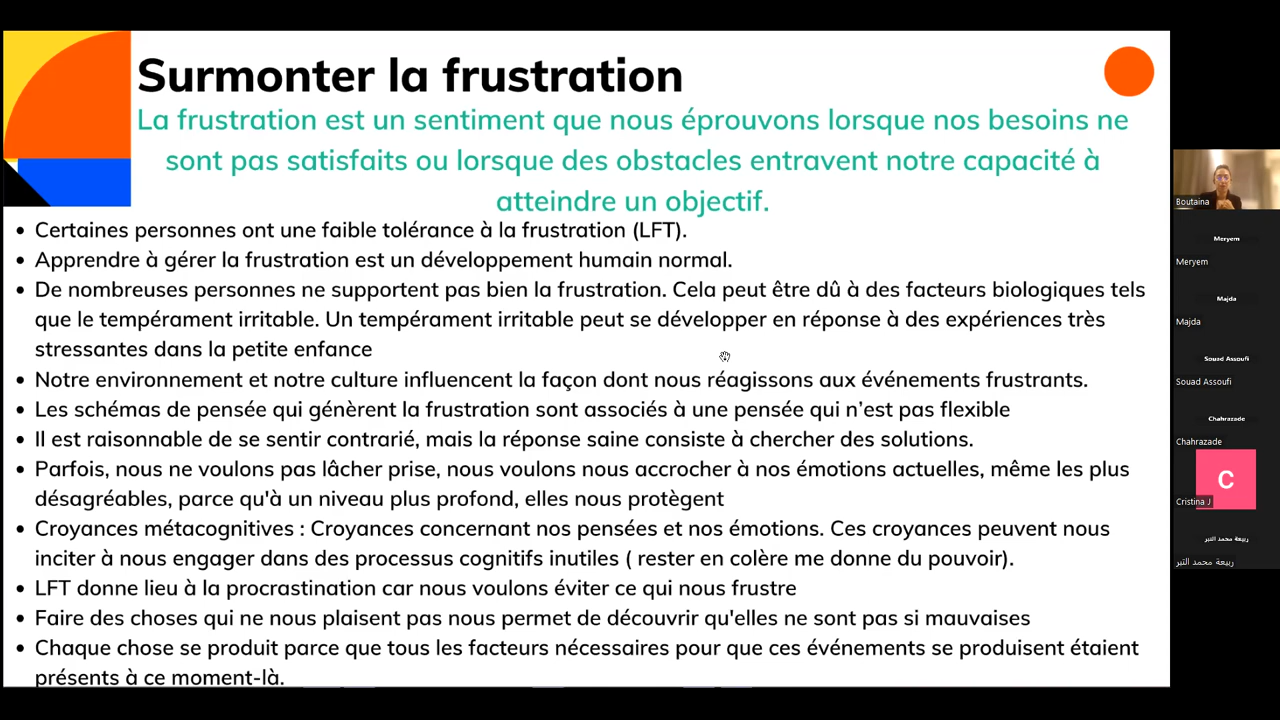 Surmonter la frustration
La frustration est un sentiment que nous éprouvons lorsque nos besoins ne
sont pas satisfaits ou lorsque des obstacles entravent notre capacité à
atteindre un objectif.
• Certaines personnes ont une faible tolérance à la frustration (LFT).
• Apprendre à gérer la frustration est un développement humain normal.
• De nombreuses personnes ne supportent pas bien la frustration. Cela peut être dû à des facteurs biologiques tels
que le tempérament irritable. Un tempérament irritable peut se développer en réponse à des expériences très
stressantes dans la petite enfance
• Notre environnement et notre culture influencent la façon dont nous réagissons aux événements frustrants.
• Les schémas de pensée qui génèrent la frustration sont associés à une pensée qui n’est pas flexible
• Il est raisonnable de se sentir contrarié, mais la réponse saine consiste à chercher des solutions.
• Parfois, nous ne voulons pas lâcher prise, nous voulons nous accrocher à nos émotions actuelles, même les plus
désagréables, parce qu'à un niveau plus profond, elles nous protègent
• Croyances métacognitives : Croyances concernant nos pensées et nos émotions. Ces croyances peuvent nous
inciter à nous engager dans des processus cognitifs inutiles ( rester en colère me donne du pouvoir).
• LFT donne lieu à la procrastination car nous voulons éviter ce qui nous frustre
• Faire des choses qui ne nous plaisent pas nous permet de découvrir qu'elles ne sont pas si mauvaises
• Chaque chose se produit parce que tous les facteurs nécessaires pour que ces événements se produisent étaient
présents à ce moment-là.
Boutaina
Meryem
Meryem
Majda
Majda
Souad Assoufi
Souad Assoufi
Chahrazade
Chahrazade
C
Cristina J
ربيعة محمد التبر
ربيعة محمد التبر